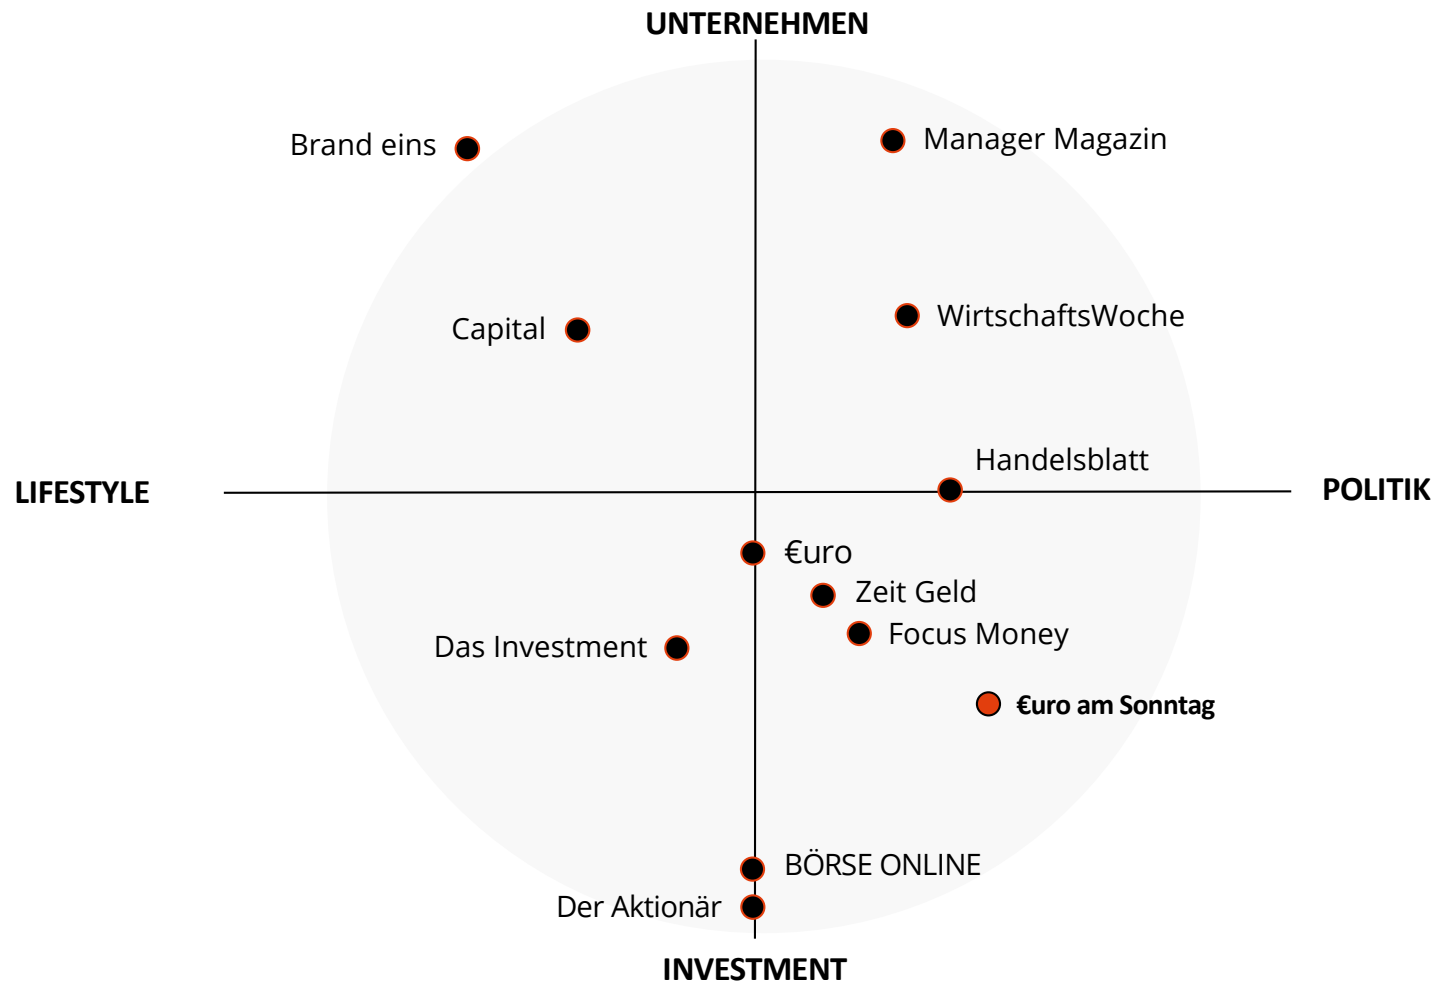 UNTERNEHMEN
Brand eins
Manager Magazin
Capital
WirtschaftsWoche
Handelsblatt
LIFESTYLE
POLITIK
€uro
Zeit Geld
Focus Money
Das Investment
€uro am Sonntag
BÖRSE ONLINE
Der Aktionär
INVESTMENT